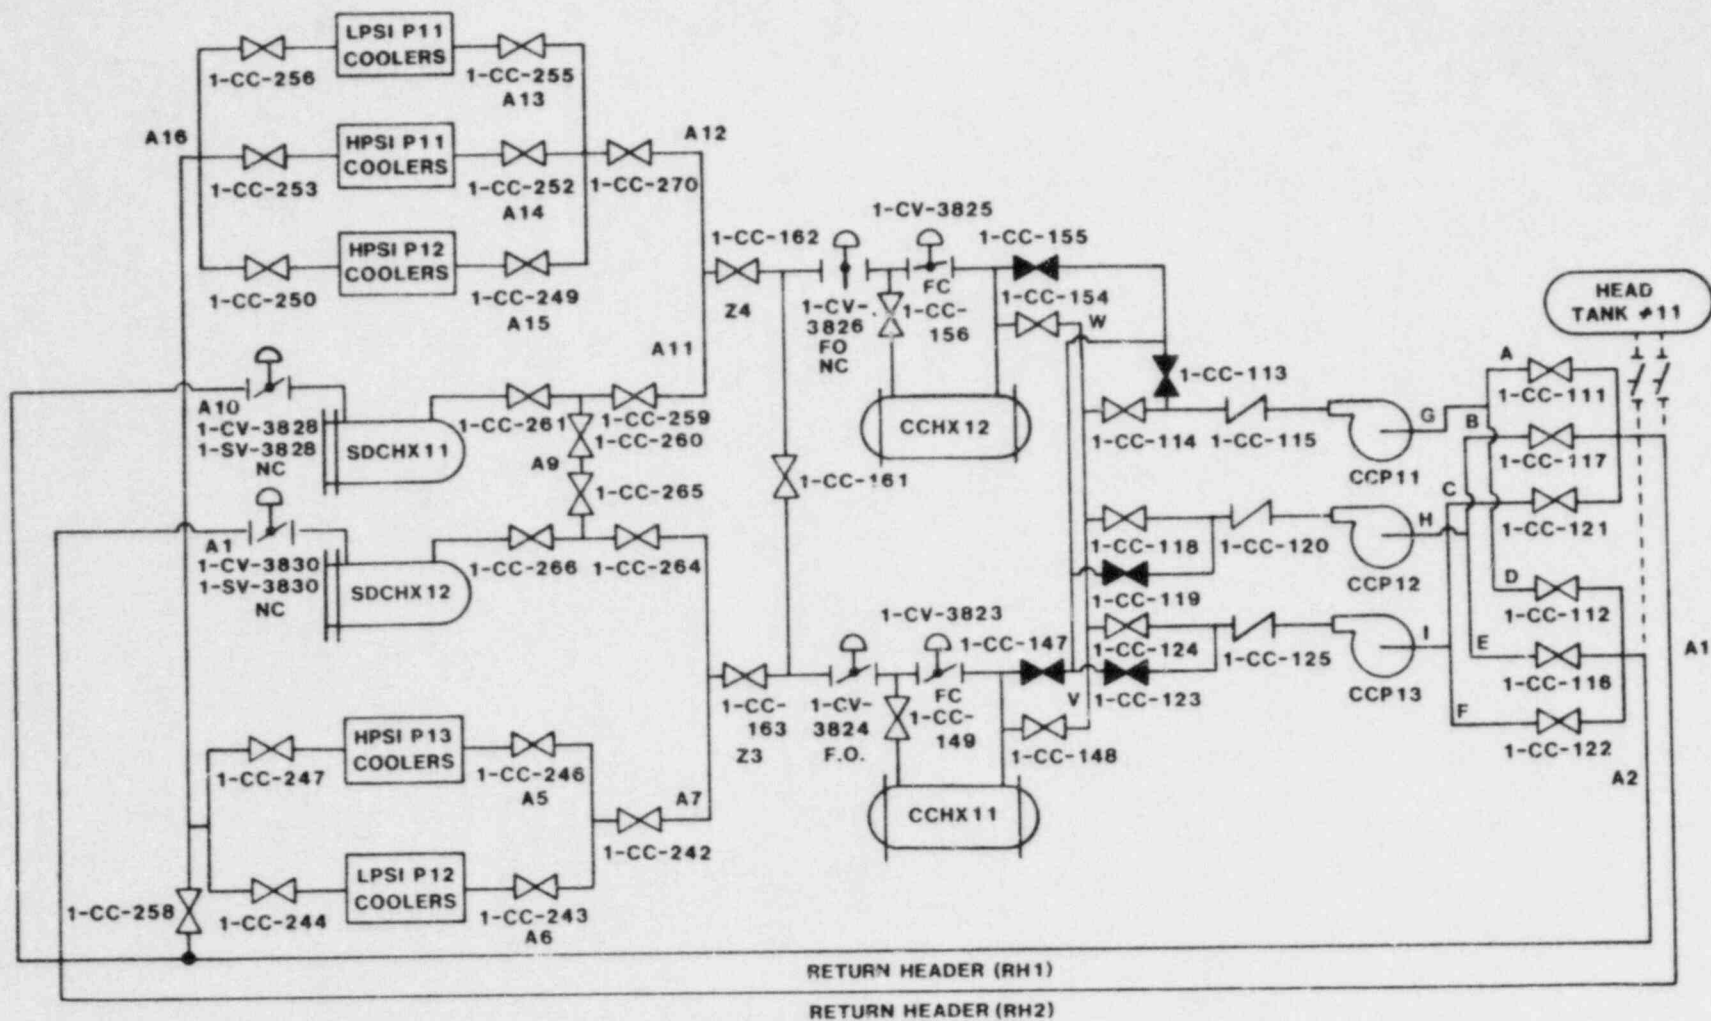 LPSI P11
COOLERS
1-CC-256
1-CC-255
A13
A16
HPSI P11
COOLERS
A12
1-CC-253
1-CC-252
A14
1-CC-270
HPSI P12
COOLERS
1-CC-250
1-CC-249
A15
1-CC-162
Z4
1-CV-
3826
FO
NC
1-CV-3825
FC
1-CC-
156
1-CC-155
1-CC-154
W
HEAD
TANK #11
A11
A10
1-CV-3828
1-SV-3828
NC
SDCHX11
1-CC-261
1-CC-259
1-CC-260
A9
1-CC-265
1-CC-161
CCHX12
1-CC-113
1-CC-114
1-CC-115
CCP11
G
A
1-CC-111
B
1-CC-117
C
1-CC-121
A1
1-CV-3830
1-SV-3830
NC
SDCHX12
1-CC-266
1-CC-264
1-CC-118
1-CC-120
1-CC-119
CCP12
H
D
1-CC-112
1-CV-3823
FC
1-CC-
149
1-CC-147
1-CC-124
1-CC-125
V
1-CC-123
CCP13
I
E
1-CC-116
F
1-CC-122
A1
A2
1-CC-
163
Z3
1-CV-
3824
F.O.
1-CC-148
HPSI P13
COOLERS
1-CC-247
1-CC-246
A5
A7
1-CC-242
CCHX11
LPSI P12
COOLERS
1-CC-258
1-CC-244
1-CC-243
A6
RETURN HEADER (RH1)
RETURN HEADER (RH2)